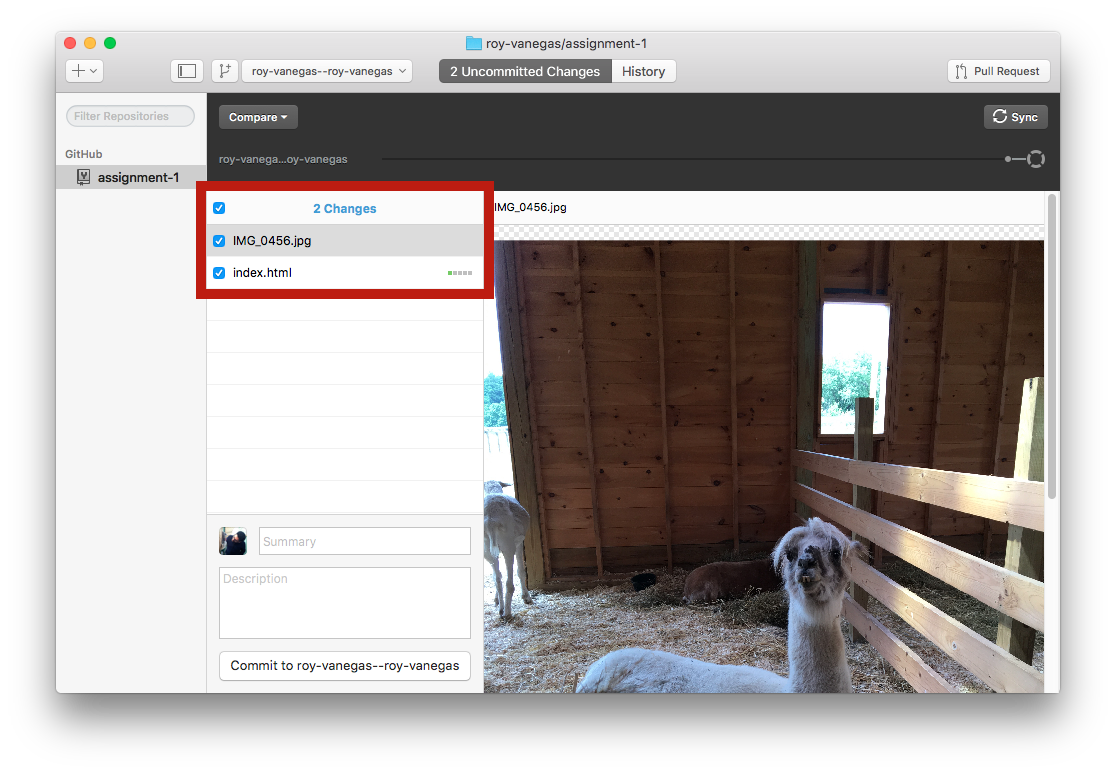 roy-vanegas/assignment-1
roy-vanegas--roy-vanegas
2 Uncommitted Changes
History
Pull Request
Filter Repositories
GitHub
assignment-1
Compare
Sync
roy-vanega...oy-vanegas
2 Changes
IMG_0456.jpg
index.html
IMG_0456.jpg
Summary
Description
Commit to roy-vanegas--roy-vanegas